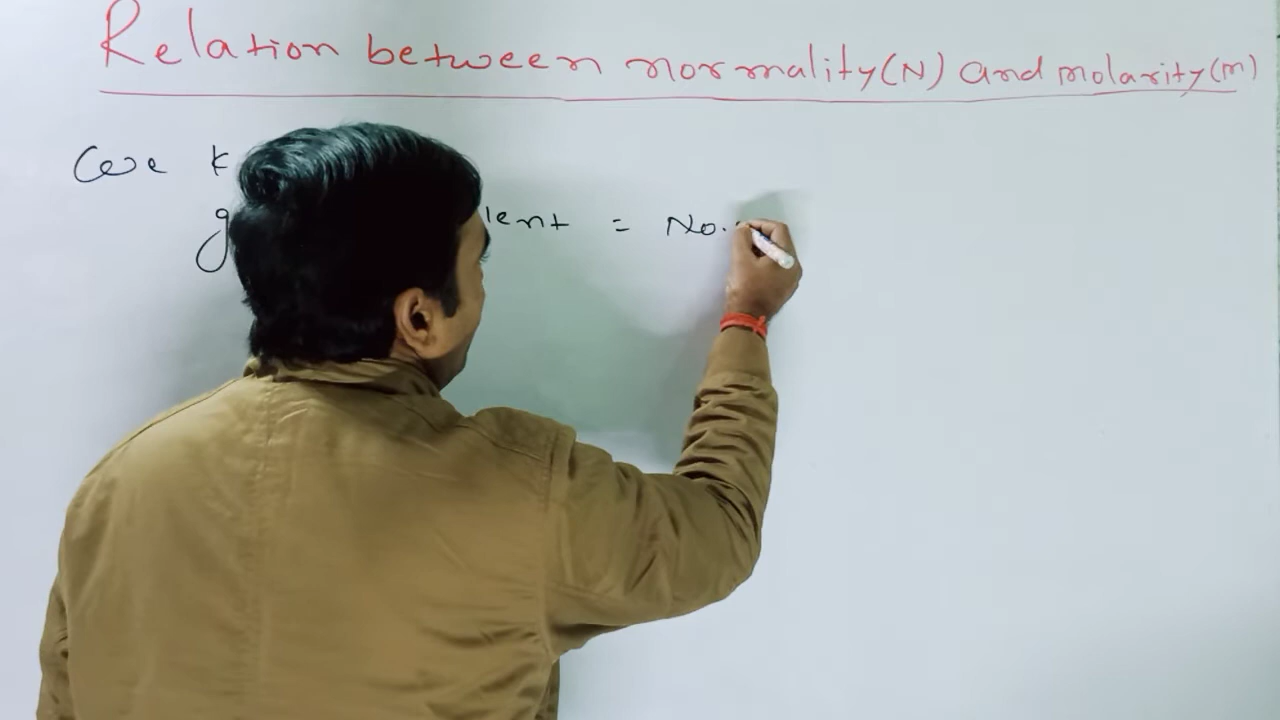 Relation between normality(N) and molarity(m)
We k
g lent = No.